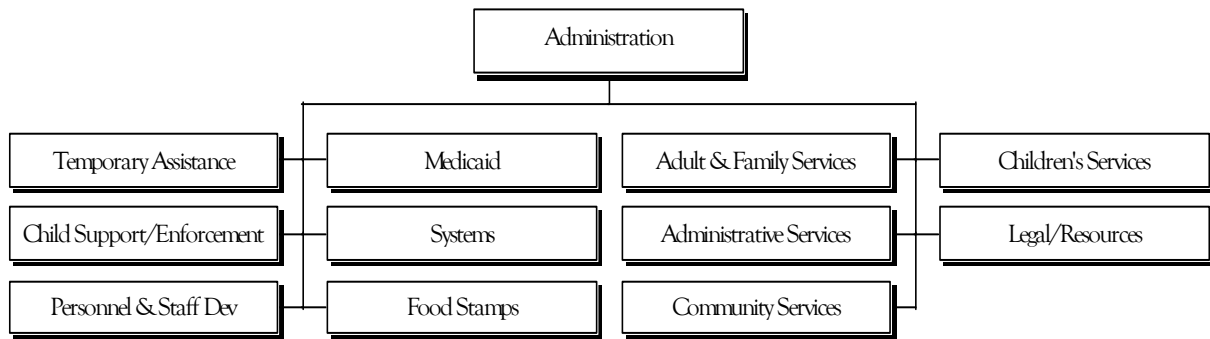 Administration
Temporary Assistance
Medicaid
Adult & Family Services
Children's Services
Child Support/Enforcement
Systems
Administrative Services
Legal/Resources
Personnel & Staff Dev
Food Stamps
Community Services